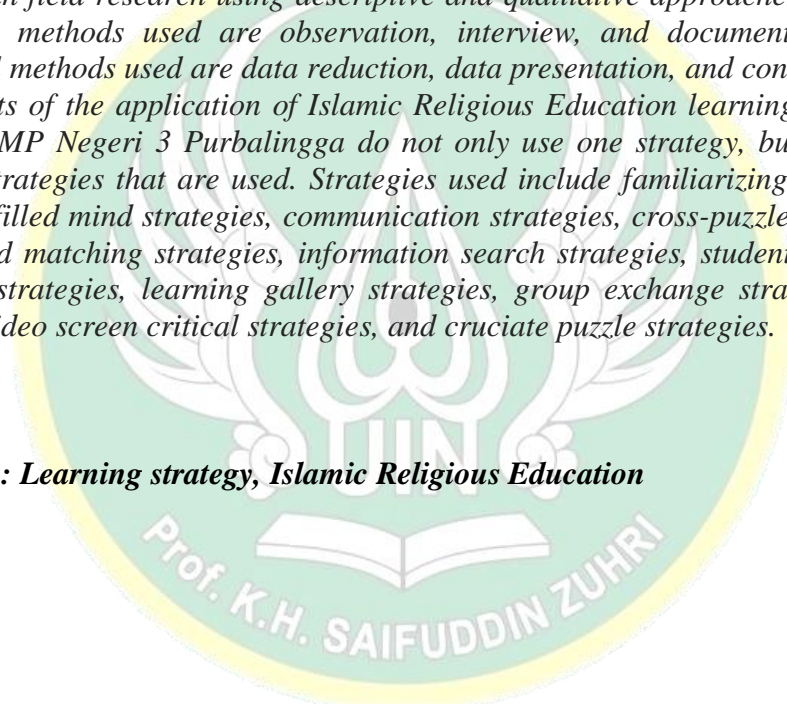 field research using descriptive and qualitative
methods used are observation, interview, and document
methods used are data reduction, data presentation, and con
ts of the application of Islamic Religious Education learning
MP Negeri 3 Purbalingga do not only use one strategy, bu
trategies that are used. Strategies used include familiarizing
filled mind strategies, communication strategies, cross-puzzle
d matching strategies, information search strategies, student
strategies, learning gallery strategies, group exchange stra
ideo screen critical strategies, and cruciate puzzle strategies.
: Learning strategy, Islamic Religious Education
UIN
Prof. K.H. SAIFUDDIN ZUHRI